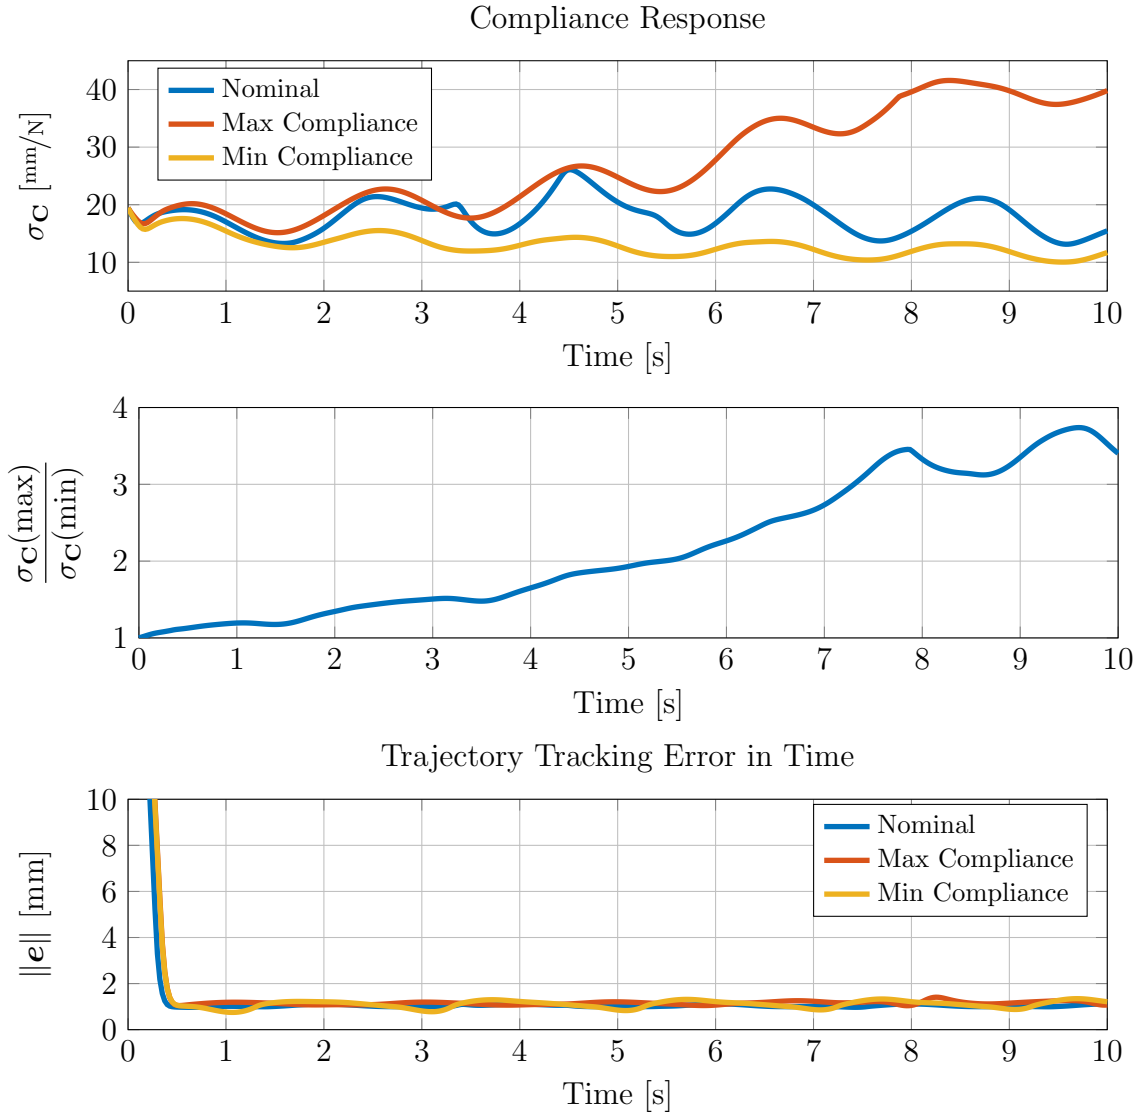 Compliance Response
σ_C [mm/N]
40
30
20
10
Nominal
Max Compliance
Min Compliance
0 1 2 3 4 5 6 7 8 9 10
Time [s]
σ_C(max)
σ_C(min)
4
3
2
1
0 1 2 3 4 5 6 7 8 9 10
Time [s]
Trajectory Tracking Error in Time
||e|| [mm]
10
8
6
4
2
0
Nominal
Max Compliance
Min Compliance
0 1 2 3 4 5 6 7 8 9 10
Time [s]